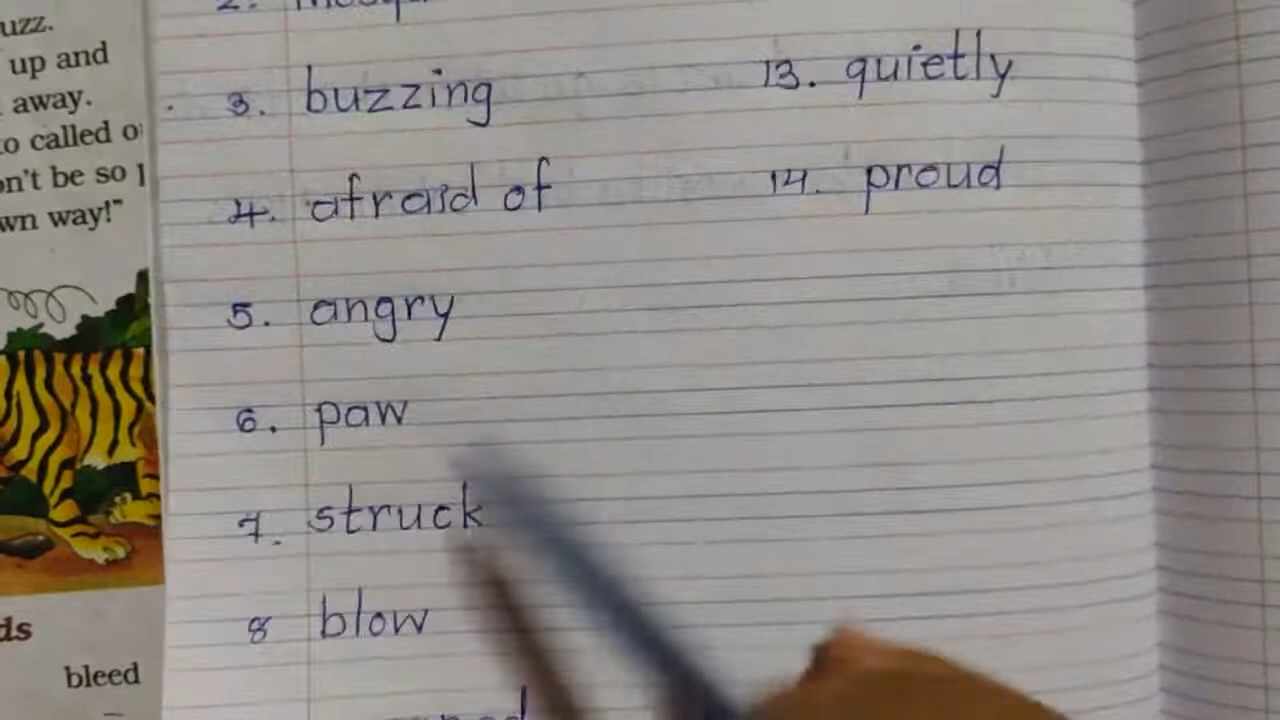 uzz.
up and
away.
o called
n't be so
wn way!"
ds
bleed
2.
3. buzzing
4. afraid of
5. angry
6. paw
7. struck
8 blow
13. quietly
14. proud